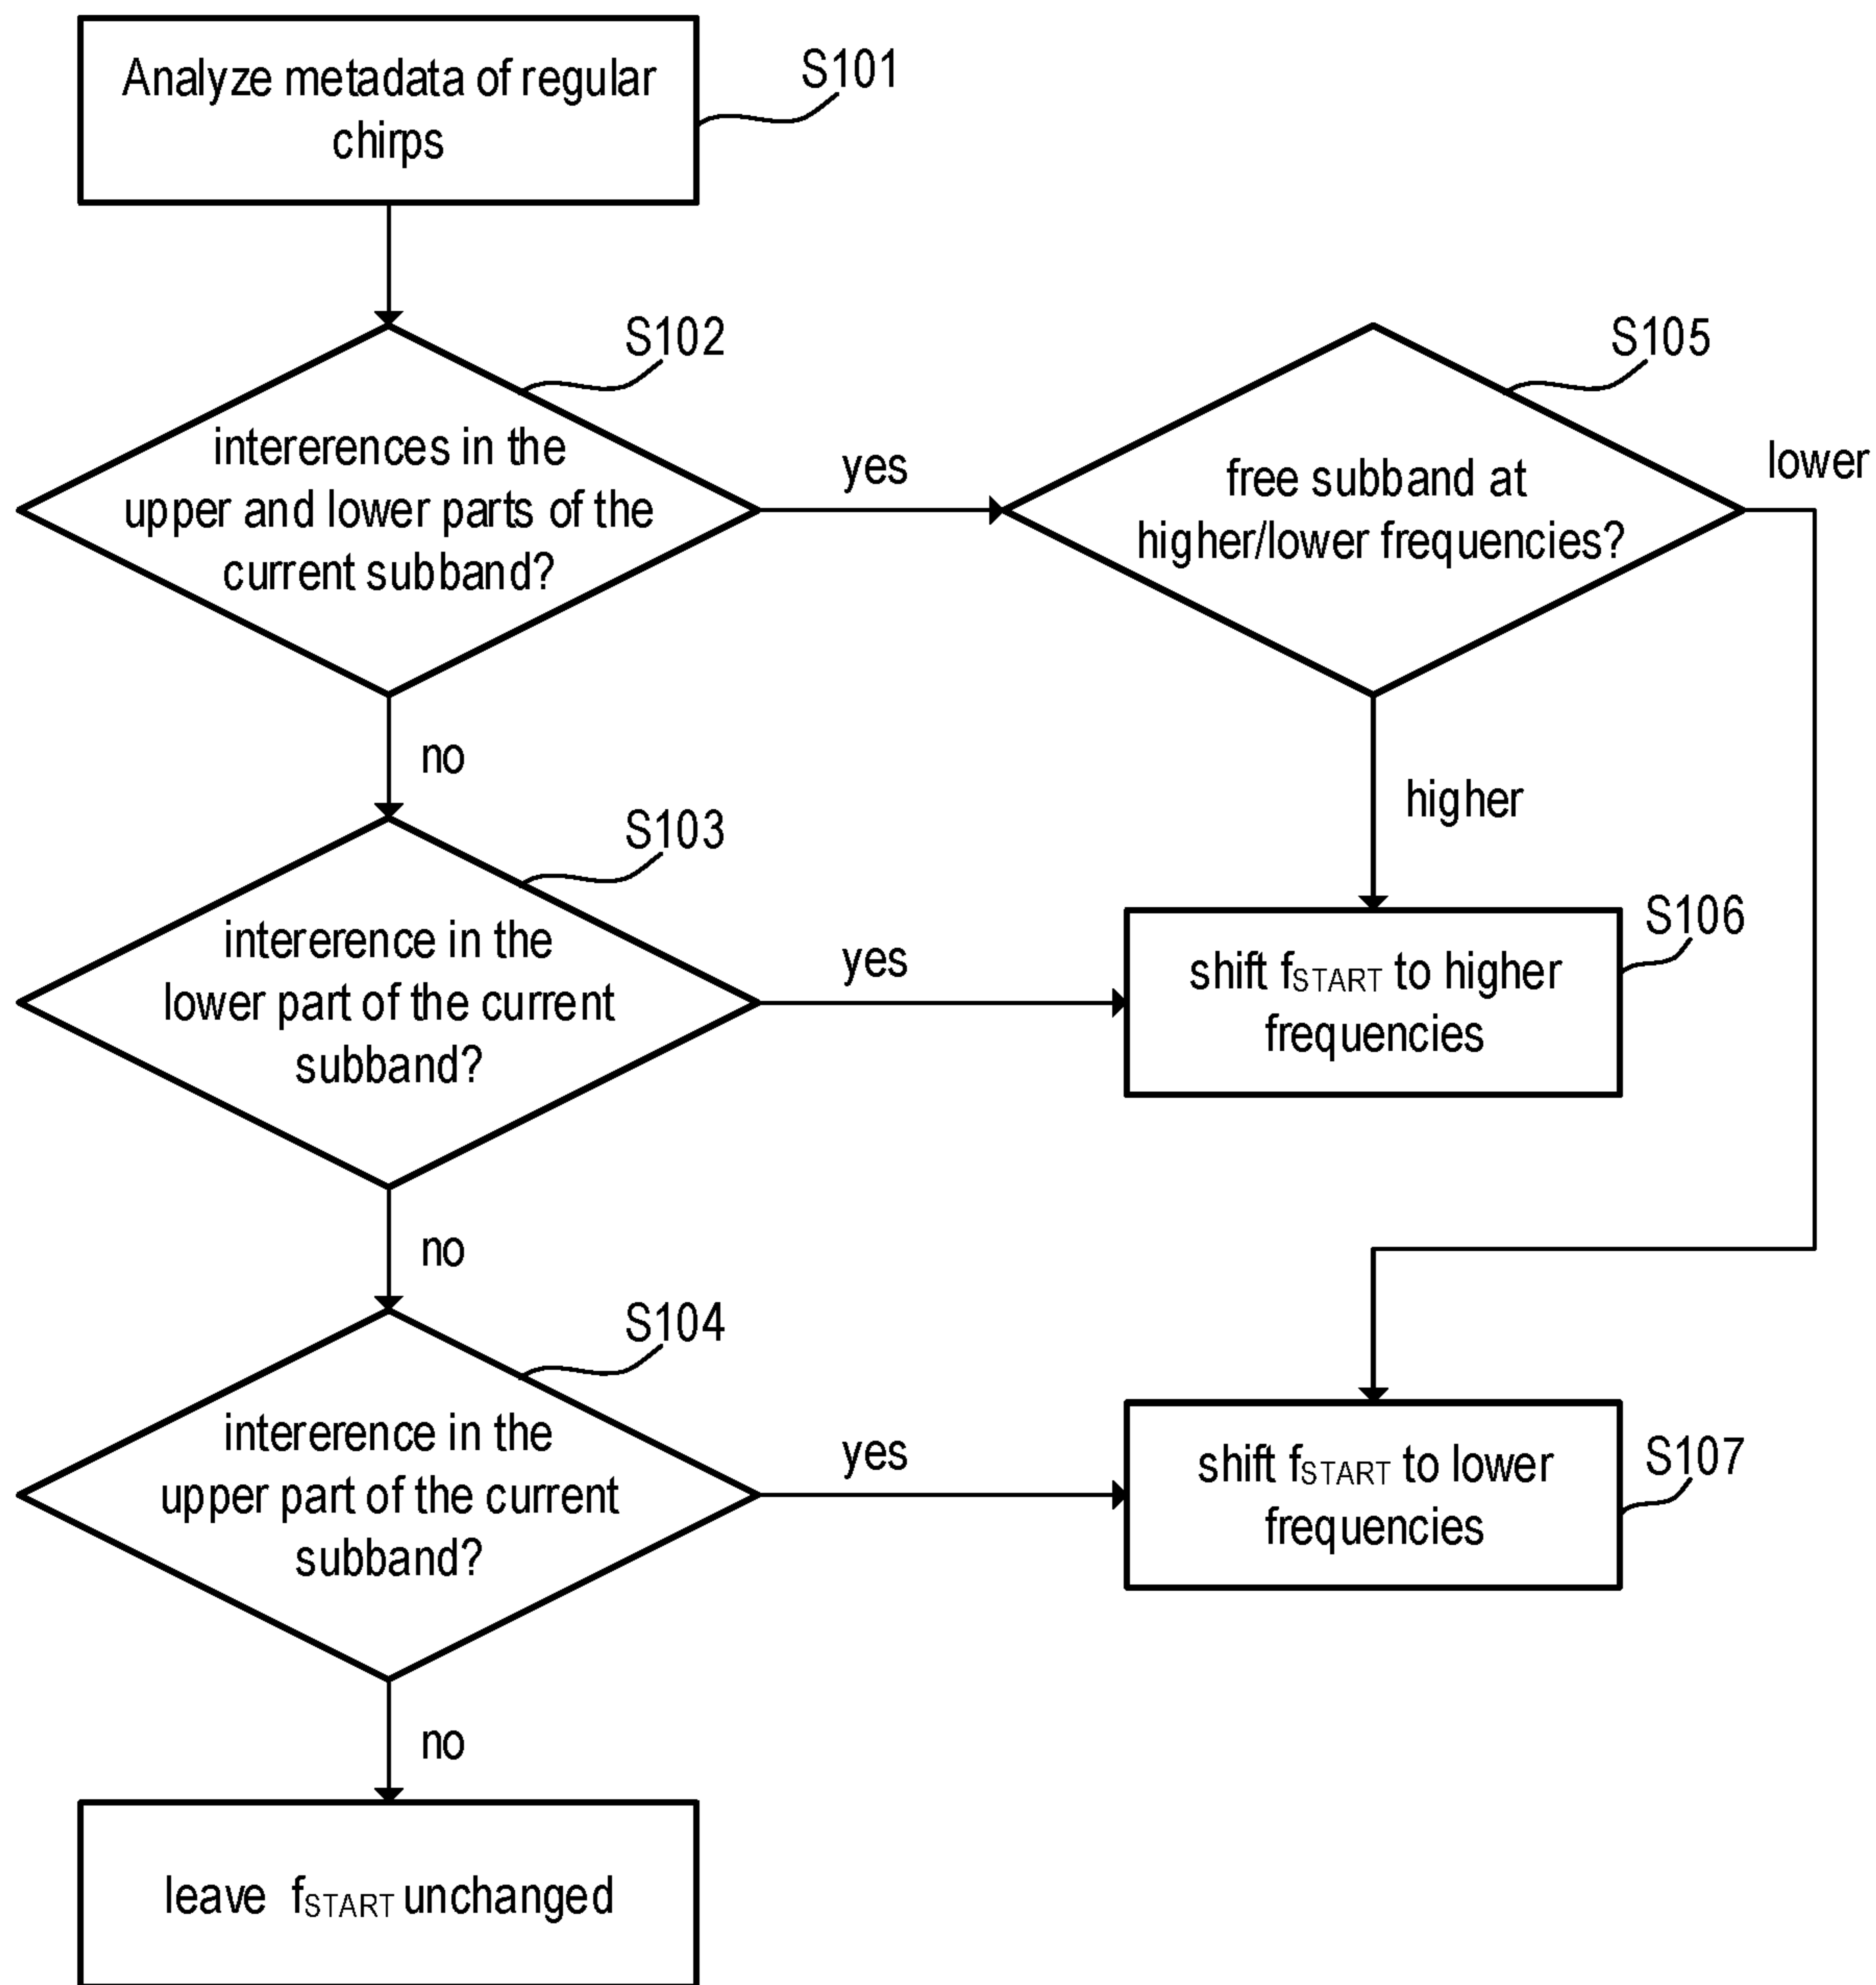 Analyze metadata of regular
chirps
S101
S102
intererences in the
upper and lower parts of the
current subband?
yes
S105
free subband at
higher/lower frequencies?
lower
no
higher
S103
intererence in the
lower part of the current
subband?
yes
S106
shift fSTART to higher
frequencies
no
S104
intererence in the
upper part of the current
subband?
yes
shift fSTART to lower
frequencies
S107
no
leave fSTART unchanged